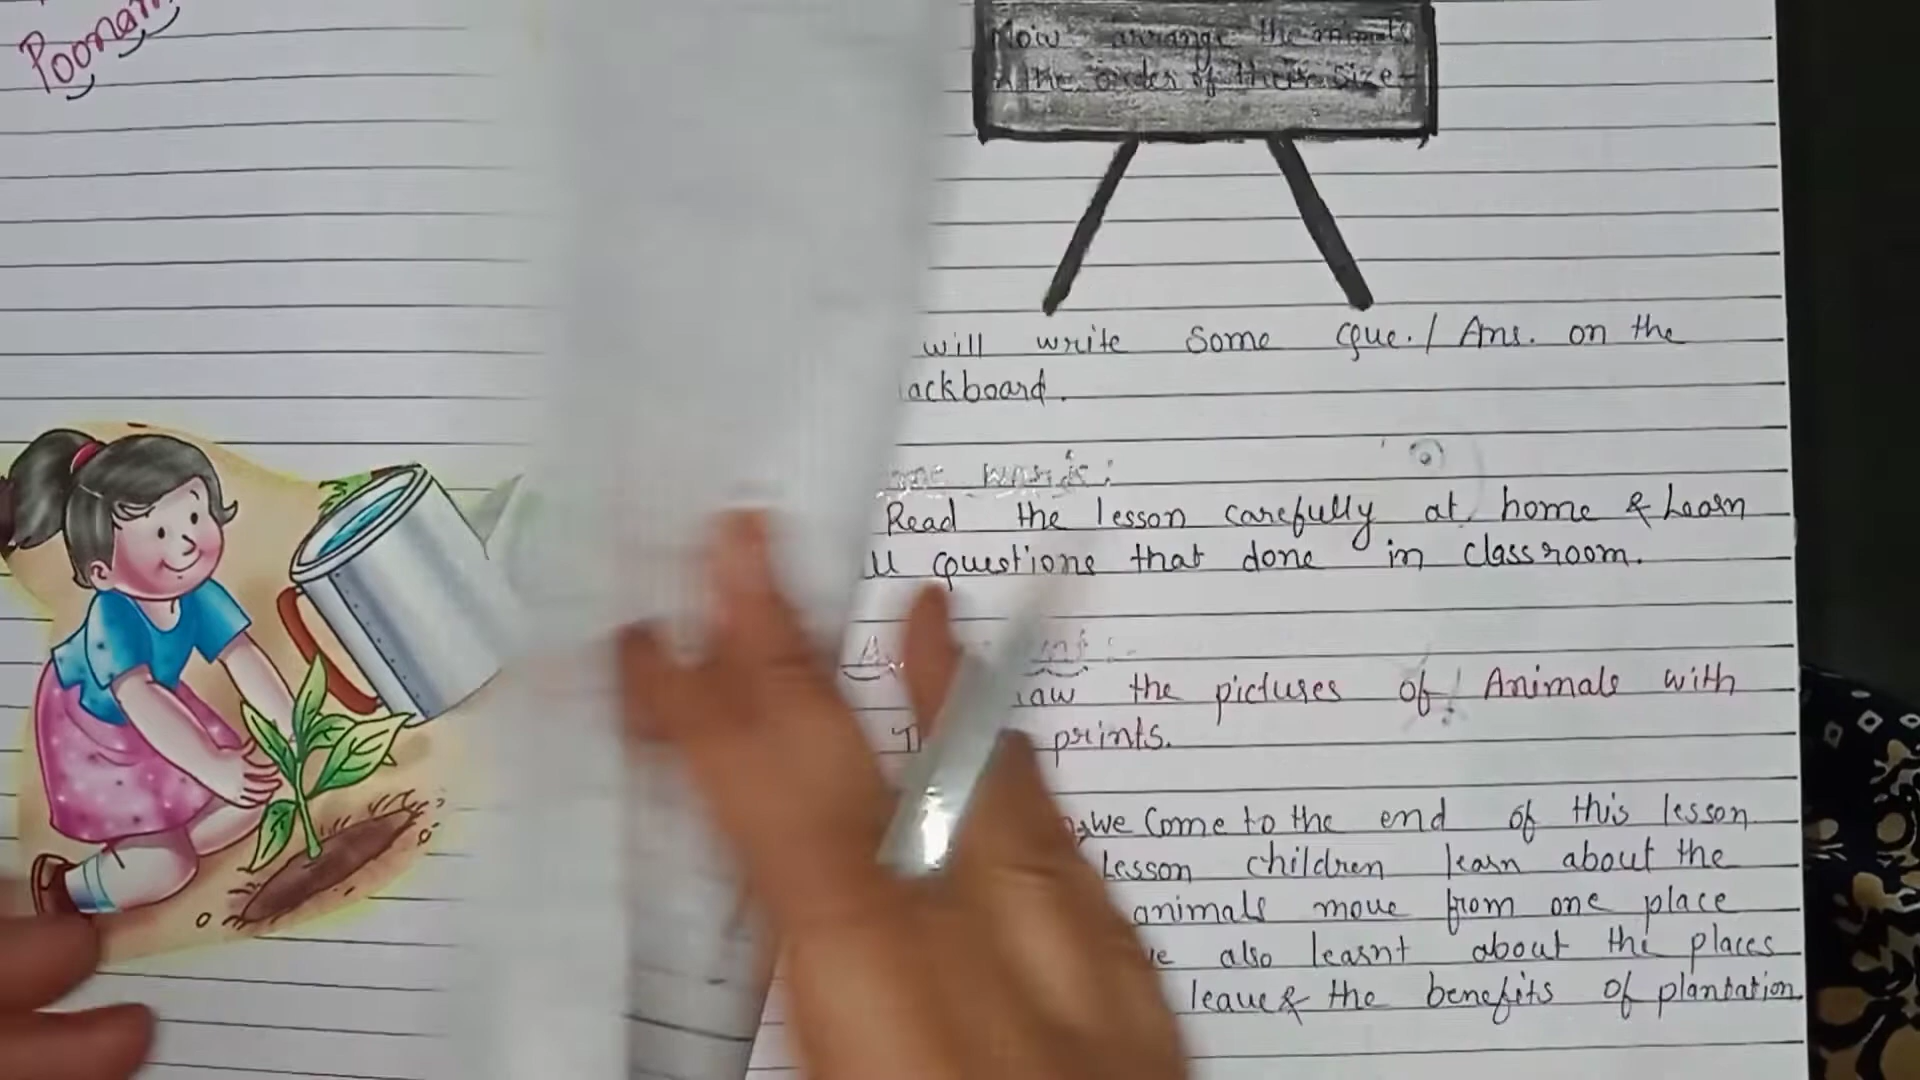 Poonam
Now arrange the animals
the order of their size
will write Some Que./ Ans. on the
ackboard.
work:
Read the lesson carefully at home & Learn
questions that done in classroom.
the pictures of Animals with
prints.
we Come to the end of this lesson
Lesson children learn about the
animals move from one place
also learnt about the places
leave & the benefits of plantation